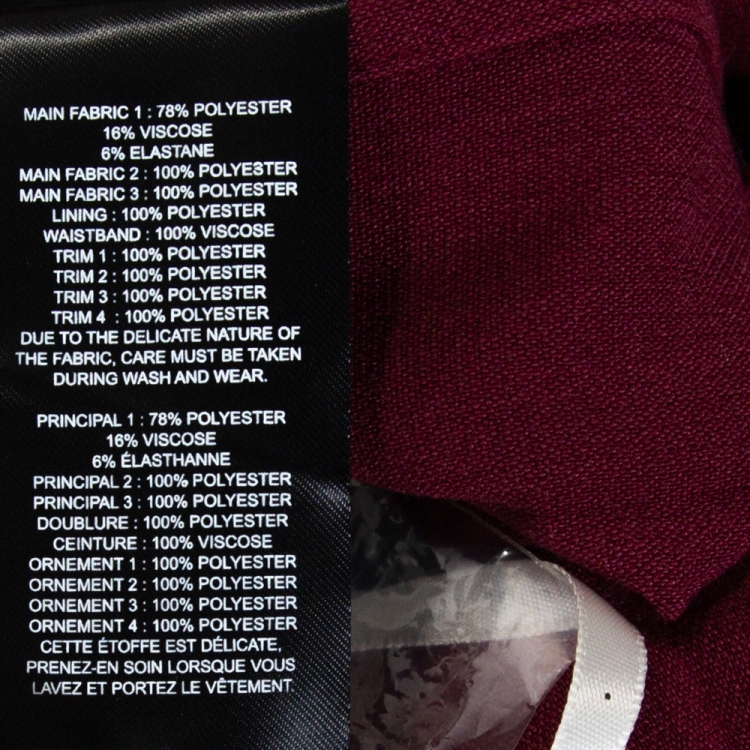 MAIN FABRIC 1 : 78% POLYESTER
16% VISCOSE
6% ELASTANE
MAIN FABRIC 2 : 100% POLYESTER
MAIN FABRIC 3 : 100% POLYESTER
LINING : 100% POLYESTER
WAISTBAND : 100% VISCOSE
TRIM 1 : 100% POLYESTER
TRIM 2 : 100% POLYESTER
TRIM 3 : 100% POLYESTER
TRIM 4 : 100% POLYESTER
DUE TO THE DELICATE NATURE OF
THE FABRIC, CARE MUST BE TAKEN
DURING WASH AND WEAR.
PRINCIPAL 1 : 78% POLYESTER
16% VISCOSE
6% ÉLASTHANNE
PRINCIPAL 2 : 100% POLYESTER
PRINCIPAL 3 : 100% POLYESTER
DOUBLURE : 100% POLYESTER
CEINTURE : 100% VISCOSE
ORNEMENT 1 : 100% POLYESTER
ORNEMENT 2 : 100% POLYESTER
ORNEMENT 3 : 100% POLYESTER
ORNEMENT 4 : 100% POLYESTER
CETTE ÉTOFFE EST DÉLICATE,
PRENEZ-EN SOIN LORSQUE VOUS
LAVEZ ET PORTEZ LE VÊTEMENT.